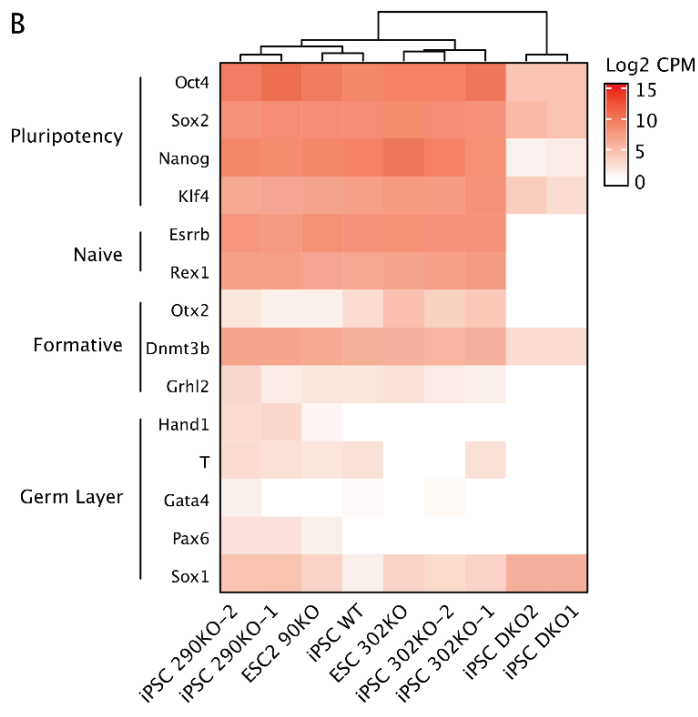 B
Log2 CPM
15
10
5
0
Pluripotency
Oct4
Sox2
Nanog
Klf4
Naive
Esrrb
Rex1
Formative
Otx2
Dnmt3b
Grhl2
Germ Layer
Hand1
T
Gata4
Pax6
Sox1
iPSC 290KO-2
iPSC 290KO-1
ESC2 90KO
iPSC WT
ESC 302KO
iPSC 302KO-2
iPSC 302KO-1
iPSC DKO2
iPSC DKO1